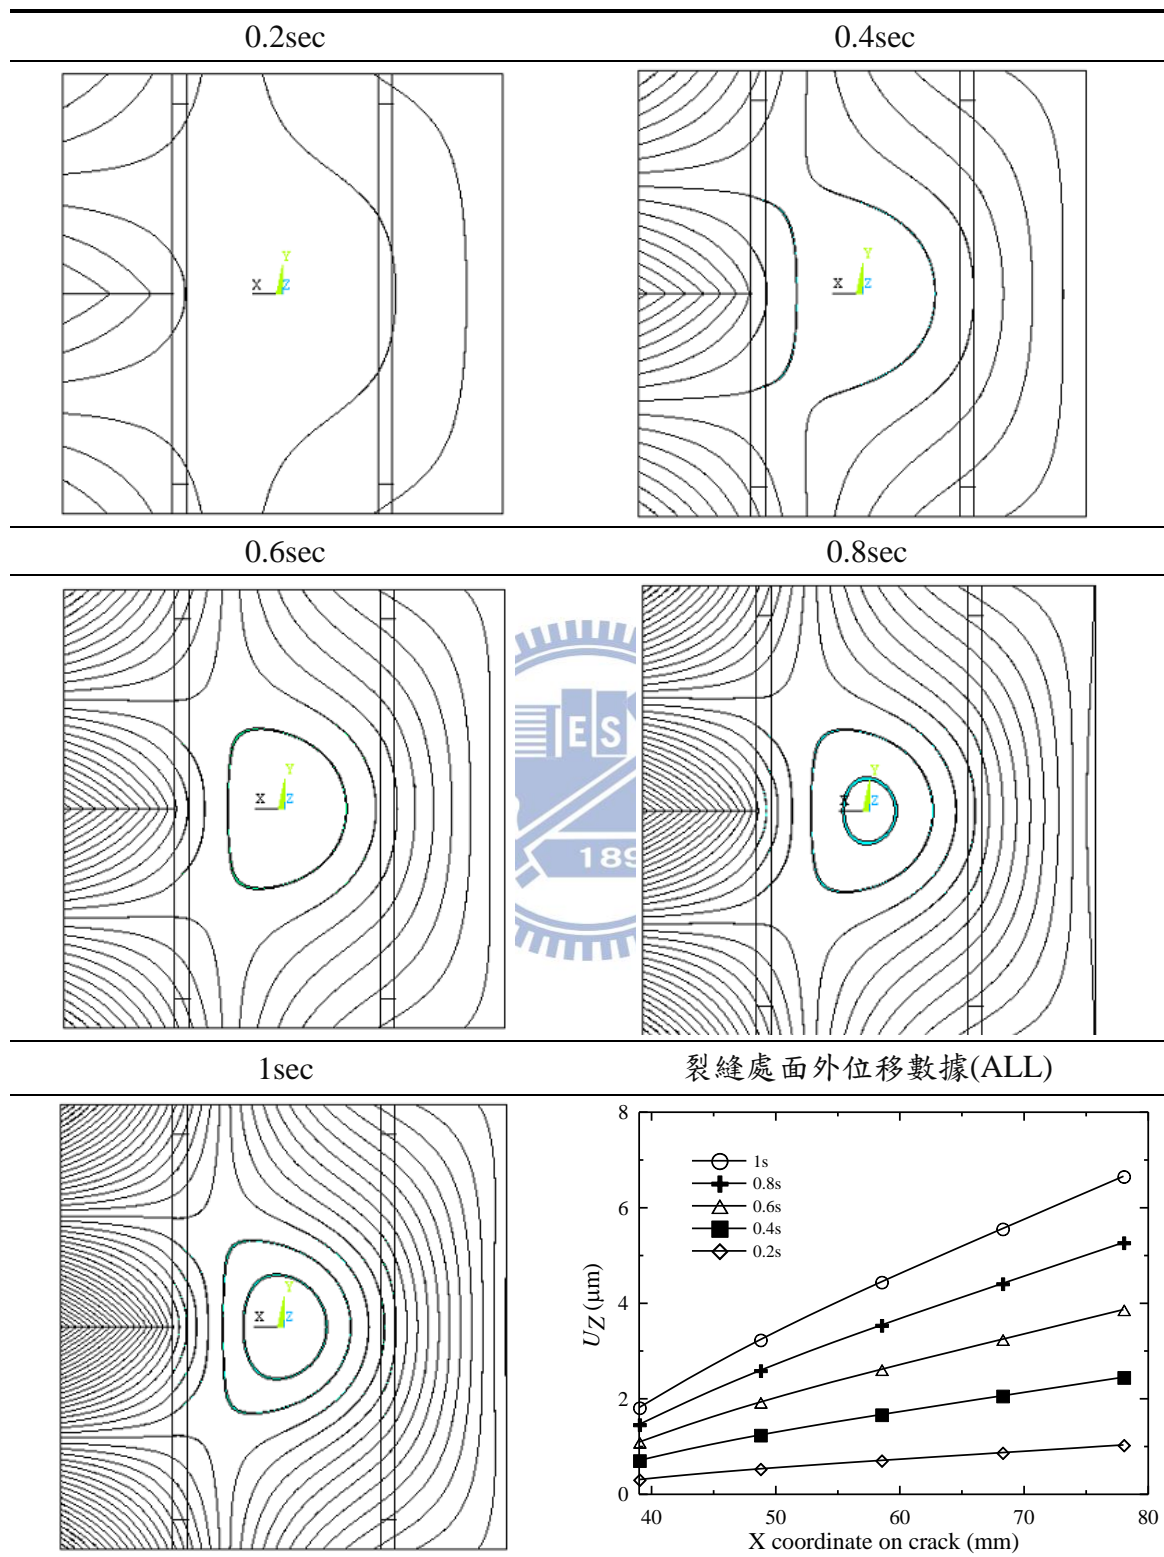 0.2sec
0.4sec
X Y Z
X Y Z
0.6sec
0.8sec
X Y Z
ES
X Y Z
189
1sec
裂縫處面外位移數據(ALL)
X Y Z
8
6
4
2
0
U_Z (μm)
1s
0.8s
0.6s
0.4s
0.2s
40 50 60 70 80
X coordinate on crack (mm)